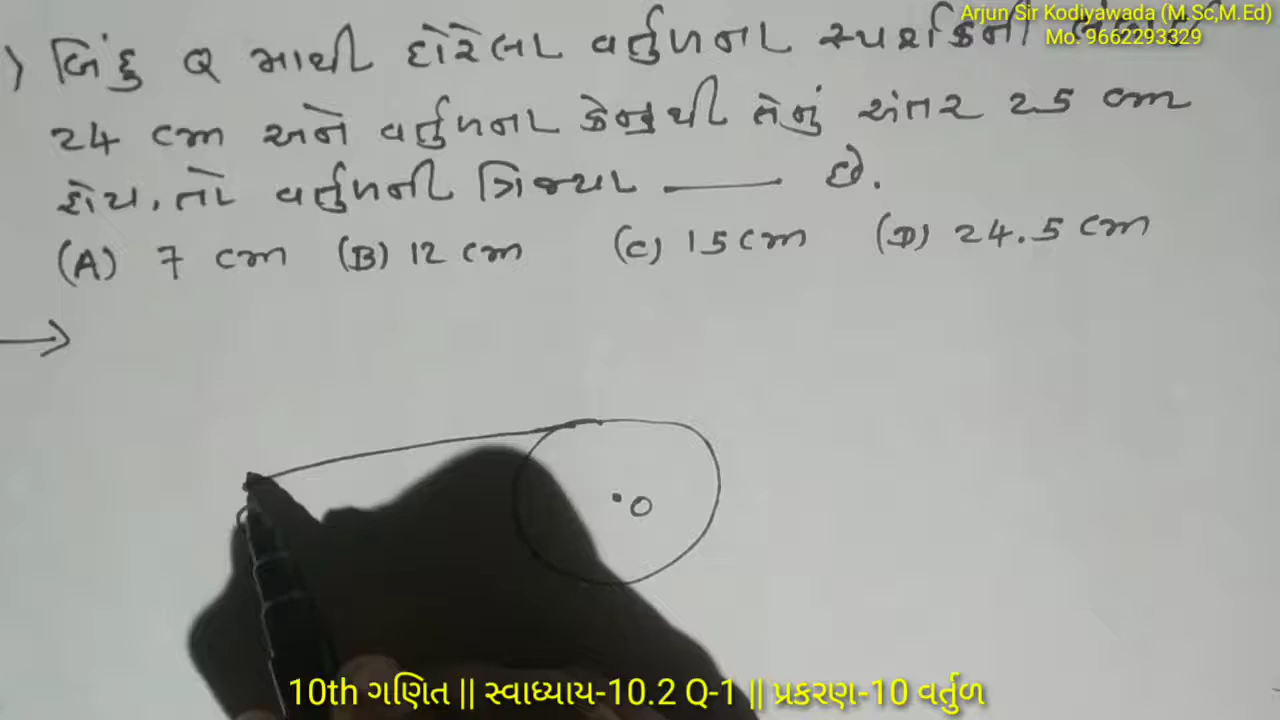 Arjun Sir Kodiyawada (M.Sc,M.Ed)
Mo. 9662293329
) બિંદુ Q માથી દોરેલા વર્તુળના સ્પર્શકની
24 cm અને વર્તુળના કેન્દ્રથી તેનું અંતર 25 cm
હોય, તો વર્તુળની ત્રિજ્યા ——— છે.
(A) 7 cm (B) 12 cm (C) 15 cm (D) 24.5 cm
O
10th ગણિત || સ્વાધ્યાય-10.2 Q-1 || પ્રકરણ-10 વર્તુળ